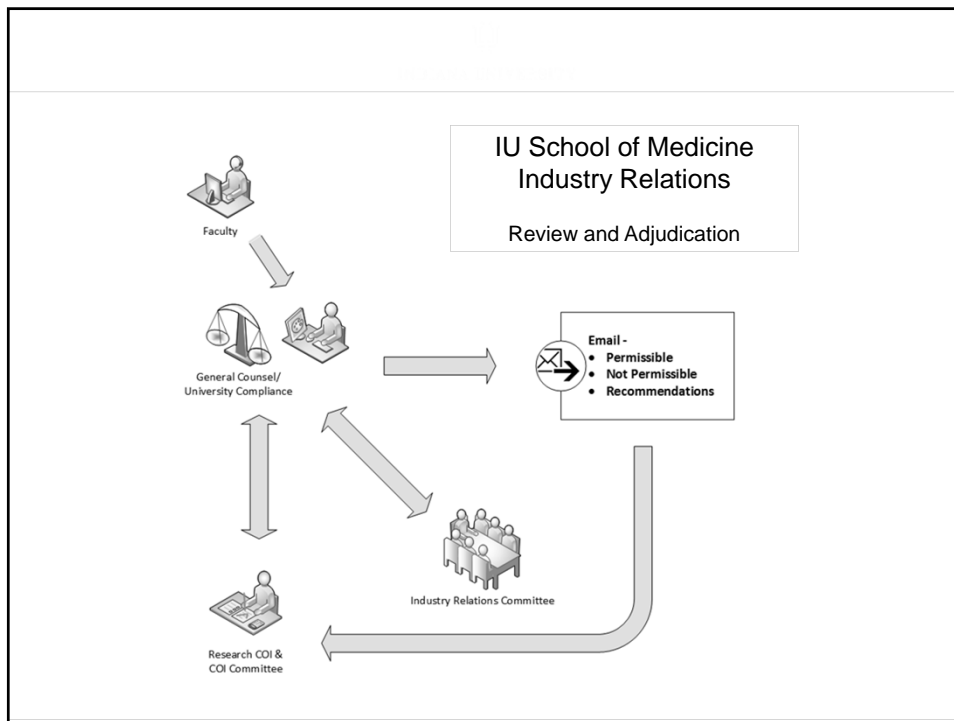 IU School of Medicine
Industry Relations
Review and Adjudication
Faculty
General Counsel/
University Compliance
Email -
• Permissible
• Not Permissible
• Recommendations
Industry Relations Committee
Research COI &
COI Committee